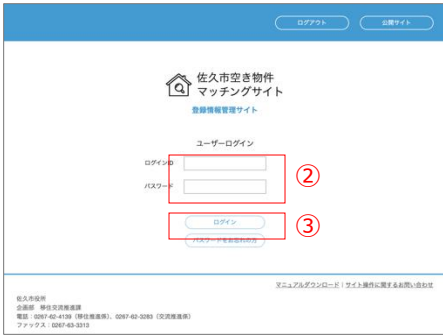 ログアウト 公開サイト
佐久市空き物件
マッチングサイト
登録情報管理サイト
ユーザーログイン
ログインID
②
パスワード
ログイン
③
パスワードをお忘れの方
マニュアルダウンロード | サイト操作に関するお問い合わせ
佐久市役所
企画部 移住交流推進課
電話：0267-62-4139（移住推進係）、0267-62-3283（交流推進係）
ファックス：0267-63-3313